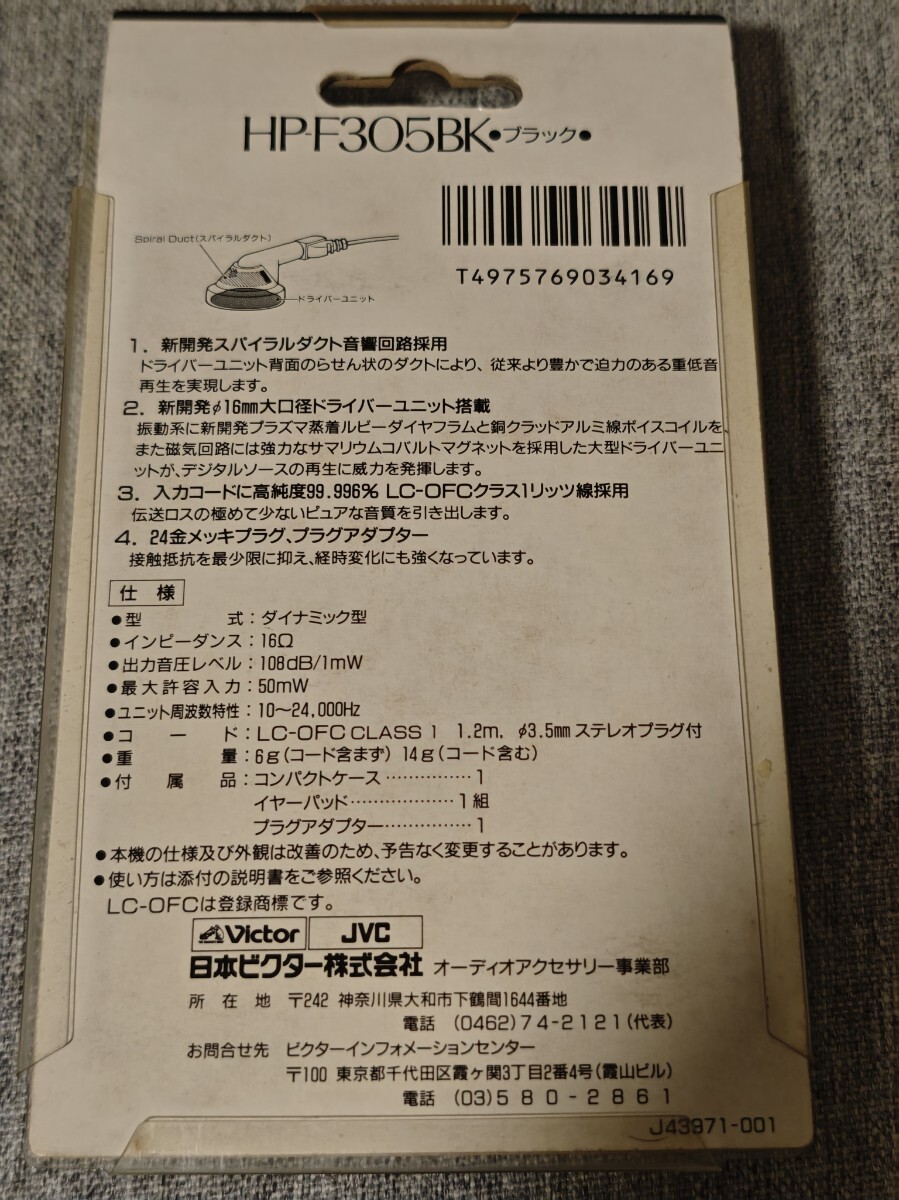 HP-F305BK●ブラック●
Spiral Duct(スパイラルダクト)
ドライバーユニット
T4975769034169
1. 新開発スパイラルダクト音響回路採用
ドライバーユニット背面のらせん状のダクトにより、従来より豊かで迫力のある重低音
再生を実現します。
2. 新開発φ16mm大口径ドライバーユニット搭載
振動系に新開発プラズマ蒸着ルビーダイヤフラムと銅クラッドアルミ線ボイスコイルを、
また磁気回路には強力なサマリウムコバルトマグネットを採用した大型ドライバーユニ
ットが、デジタルソースの再生に威力を発揮します。
3. 入力コードに高純度99.996% LC-OFCクラス1リッツ線採用
伝送ロスの極めて少ないピュアな音質を引き出します。
4. 24金メッキプラグ、プラグアダプター
接触抵抗を最少限に抑え、経時変化にも強くなっています。
仕様
●型式：ダイナミック型
●インピーダンス：16Ω
●出力音圧レベル：108dB/1mW
●最大許容入力：50mW
●ユニット周波数特性：10〜24,000Hz
●コード：LC-OFC CLASS 1 1.2m. φ3.5mmステレオプラグ付
●重量：6g(コード含まず) 14g(コード含む)
●付属品：コンパクトケース……………1
イヤーパッド………………1組
プラグアダプター……………1
●本機の仕様及び外観は改善のため、予告なく変更することがあります。
●使い方は添付の説明書をご参照ください。
LC-OFCは登録商標です。
Victor JVC
日本ビクター株式会社 オーディオアクセサリー事業部
所在地 〒242 神奈川県大和市下鶴間1644番地
電話 (0462)74-2121(代表)
お問合せ先 ビクターインフォメーションセンター
〒100 東京都千代田区霞ヶ関3丁目2番4号(霞山ビル)
電話 (03)580-2861
J43971-001